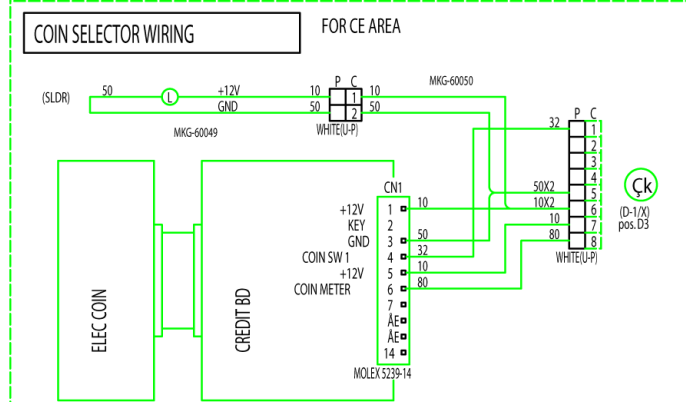 COIN SELECTOR WIRING
FOR CE AREA
(SLDR)
50
L
+12V
GND
10
50
P C
1
2
10
50
WHITE(U-P)
MKG-60049
MKG-60050
P C
32
1
2
3
4
50X2
5
10X2
6
10
7
80
8
WHITE(U-P)
Çk
(D-1/X)
pos.D3
ELEC COIN
CREDIT BD
CN1
+12V 1 10
KEY 2
GND 3 50
COIN SW 1 4 32
+12V 5 10
COIN METER 6 80
7
ÅE
ÅE
14
MOLEX 5239-14